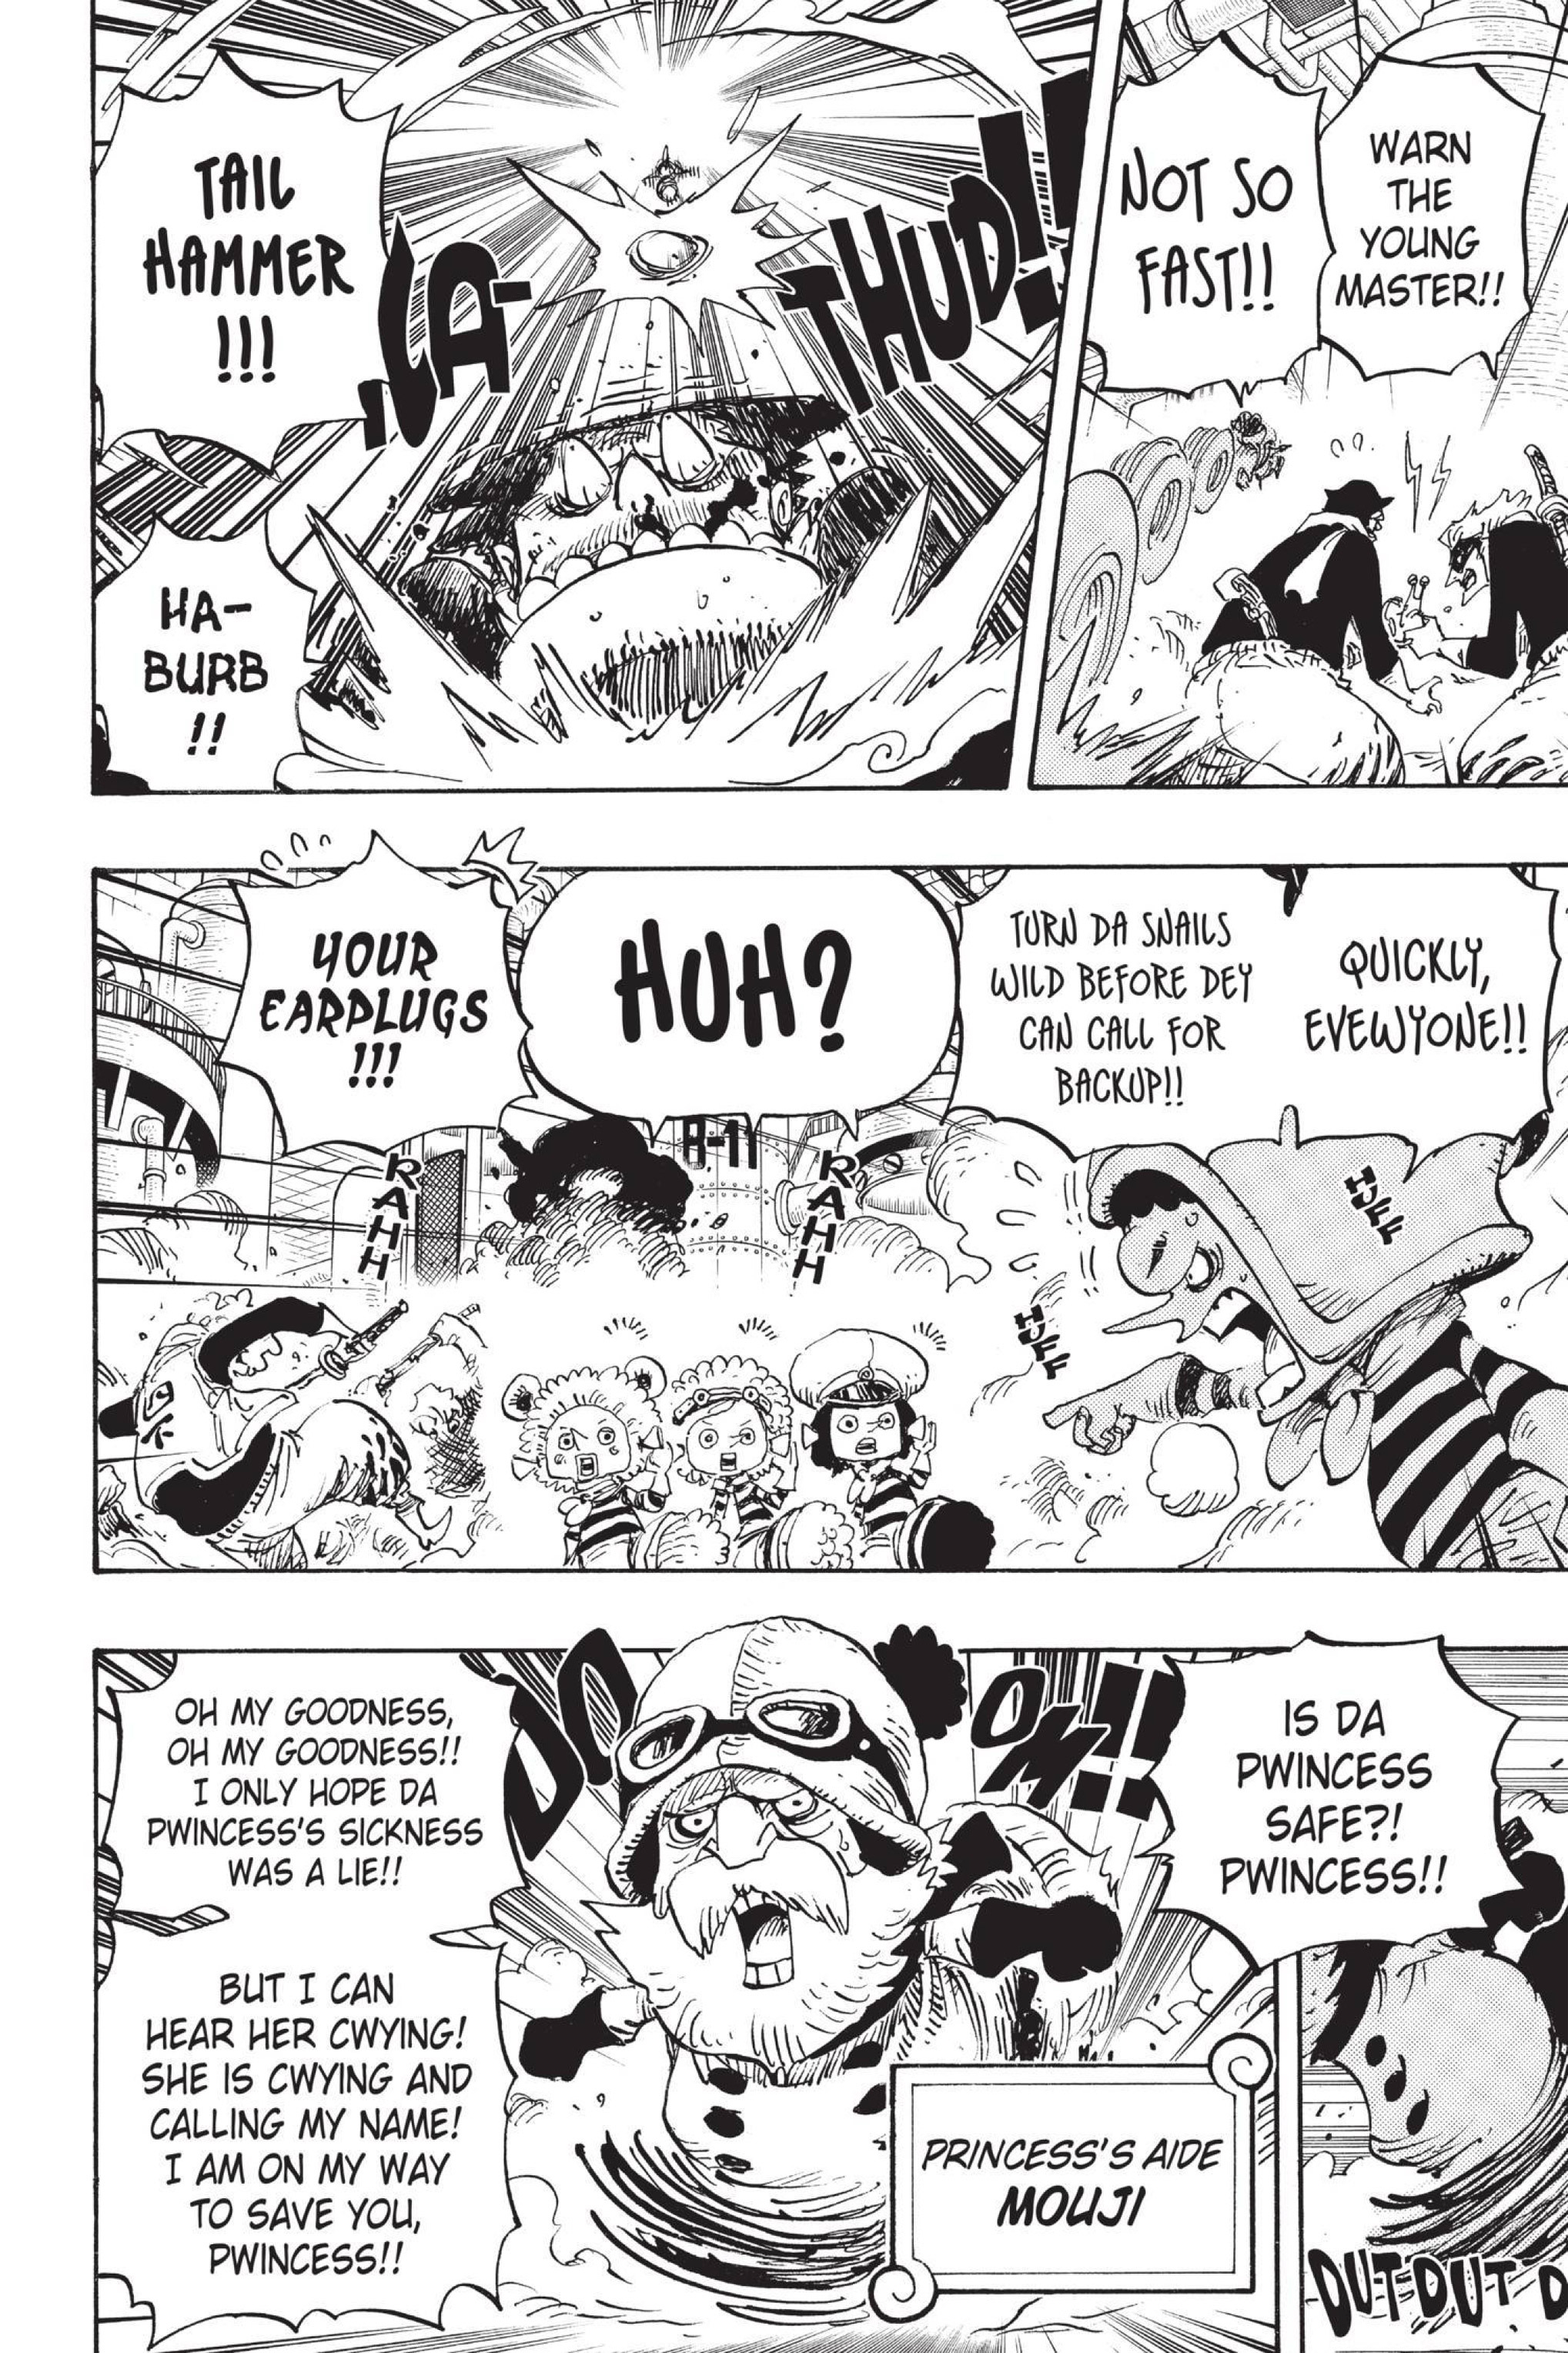 WARN
THE
YOUNG
MASTER!!
NOT SO
FAST!!
TAIL
HAMMER
!!!
KA-
THUD!!
HA-
BURB
!!
QUICKLY,
EVEWYONE!!
TURN DA SNAILS
WILD BEFORE DEY
CAN CALL FOR
BACKUP!!
HUH?
YOUR
EARPLUGS
!!!
HUFF
HUFF
B-11
RAHH
RAHH
IS DA
PWINCESS
SAFE?!
PWINCESS!!
DUT DUT D
OH MY GOODNESS,
OH MY GOODNESS!!
I ONLY HOPE DA
PWINCESS'S SICKNESS
WAS A LIE!!
BUT I CAN
HEAR HER CWYING!
SHE IS CWYING AND
CALLING MY NAME!
I AM ON MY WAY
TO SAVE YOU,
PWINCESS!!
PRINCESS'S AIDE
MOUJI